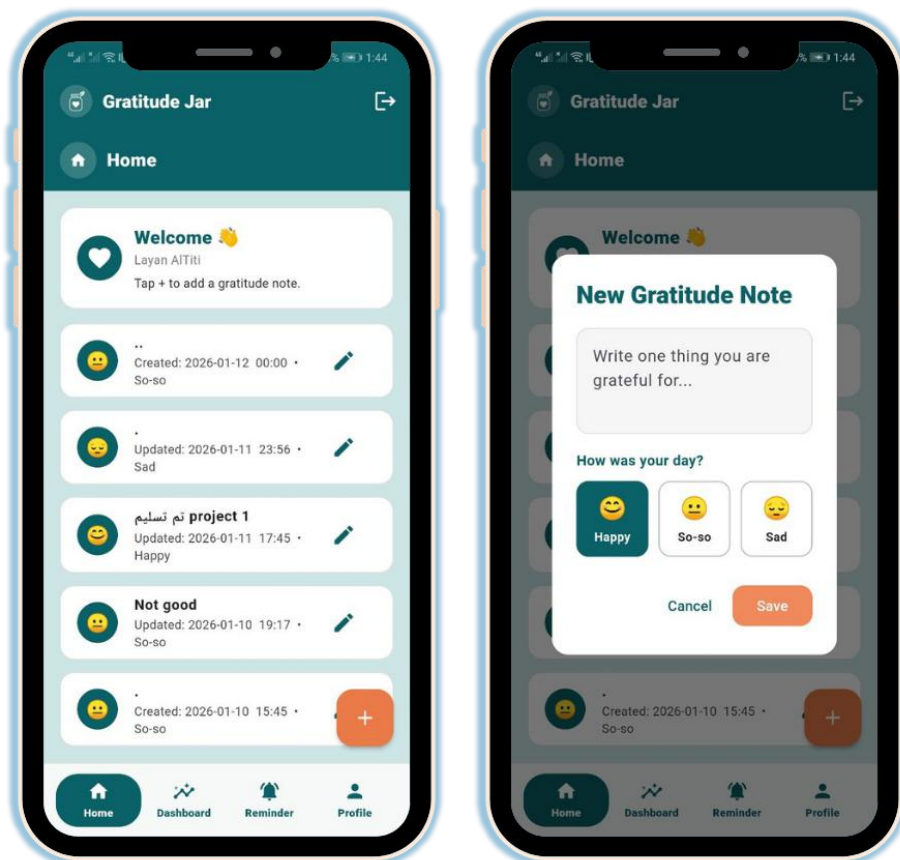 % 1:44
Gratitude Jar
Home
Welcome 👋
Layan AlTiti
Tap + to add a gratitude note.
..
Created: 2026-01-12 00:00 •
So-so
.
Updated: 2026-01-11 23:56 •
Sad
تم تسليم project 1
Updated: 2026-01-11 17:45 •
Happy
Not good
Updated: 2026-01-10 19:17 •
So-so
.
Created: 2026-01-10 15:45 •
So-so
+
Home Dashboard Reminder Profile
% 1:44
Gratitude Jar
Home
Welcome 👋
New Gratitude Note
Write one thing you are
grateful for...
How was your day?
Happy So-so Sad
Cancel Save
.
Created: 2026-01-10 15:45 •
So-so
+
Home Dashboard Reminder Profile